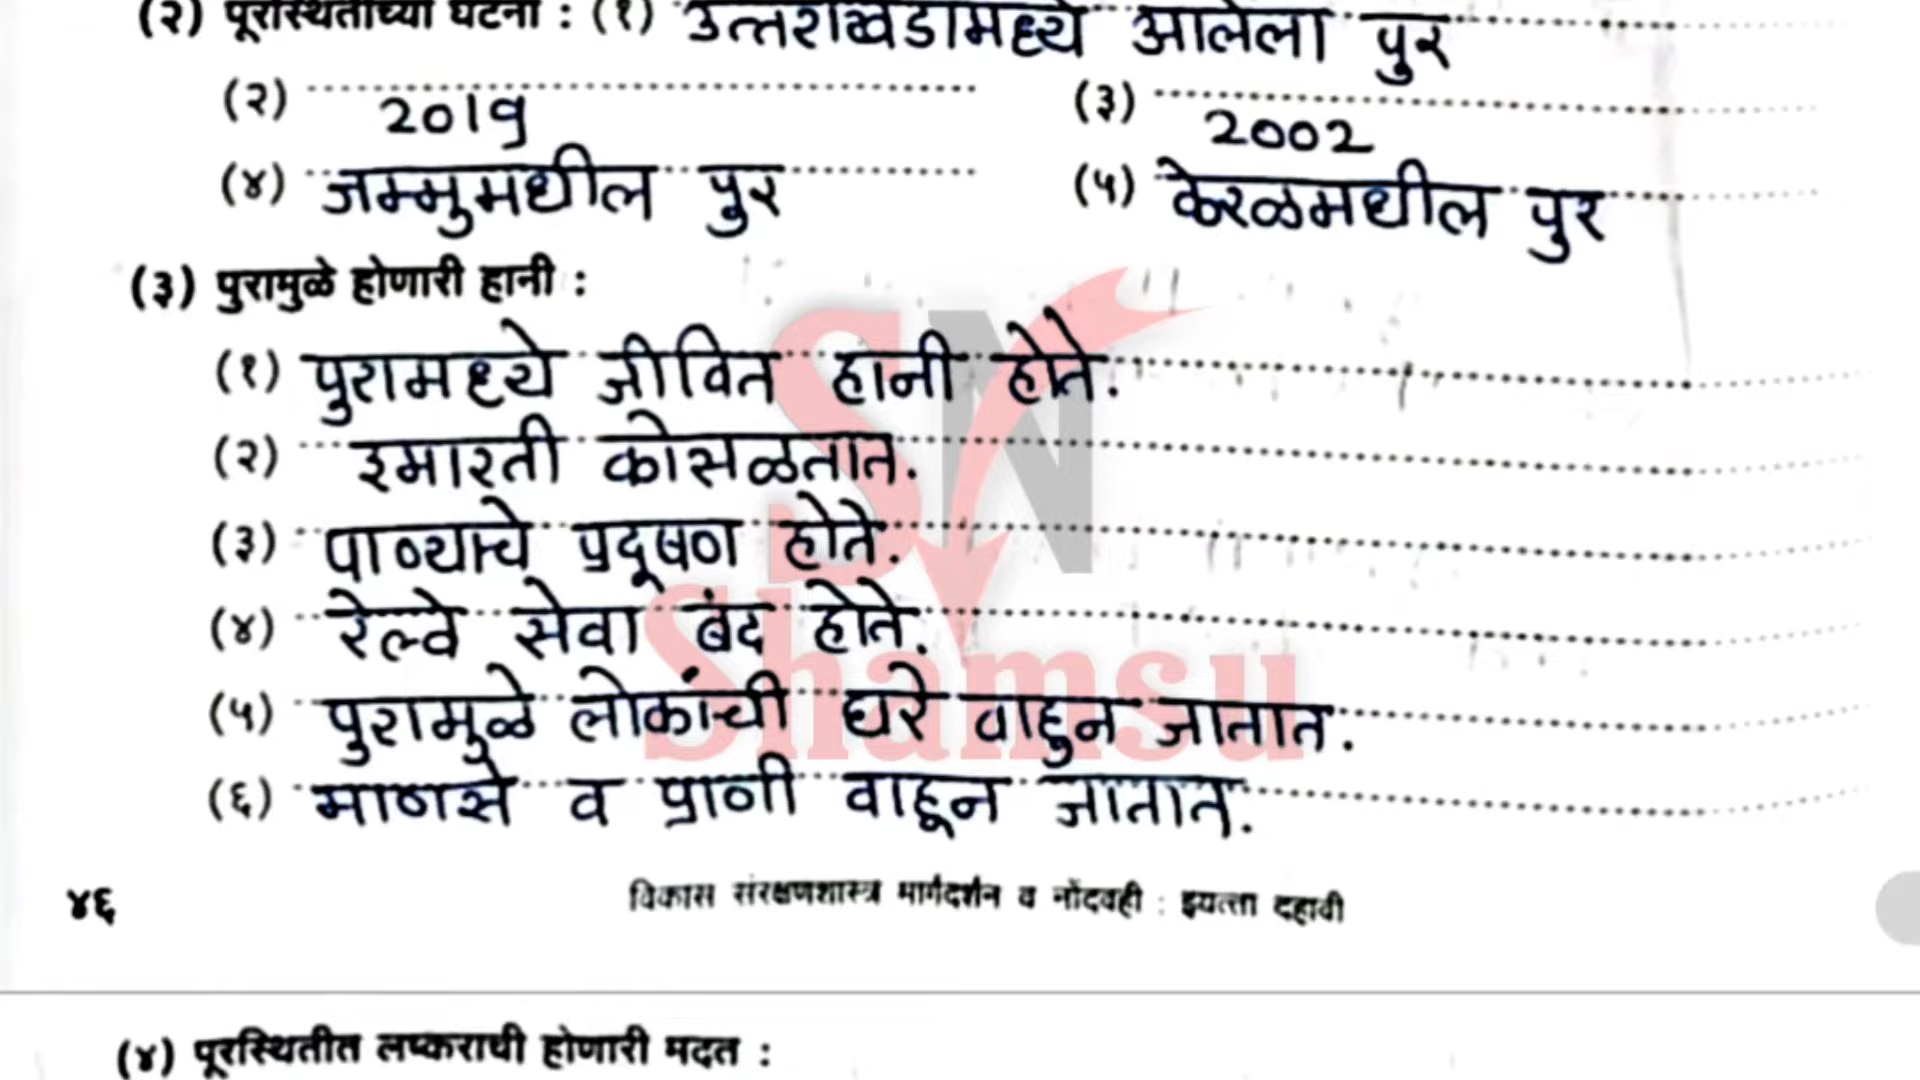 (२) पूरस्थितीच्या घटना : (१) उत्तराखंडामध्ये आलेला पुर
(२) 2019 (३) 2002
(४) जम्मुमधील पुर (५) केरळमधील पुर
(३) पुरामुळे होणारी हानी :
(१) पुरामध्ये जीवित हानी होते.
(२) इमारती कोसळतात.
(३) पाण्याचे प्रदूषण होते.
(४) रेल्वे सेवा बंद होते.
(५) पुरामुळे लोकांची घरे वाहुन जातात.
(६) माणसे व प्राणी वाहून जातात.
SN
Shamsu
४६ विकास संरक्षणशास्त्र मार्गदर्शन व नोंदवही : इयत्ता दहावी
(४) पूरस्थितीत लष्कराची होणारी मदत :